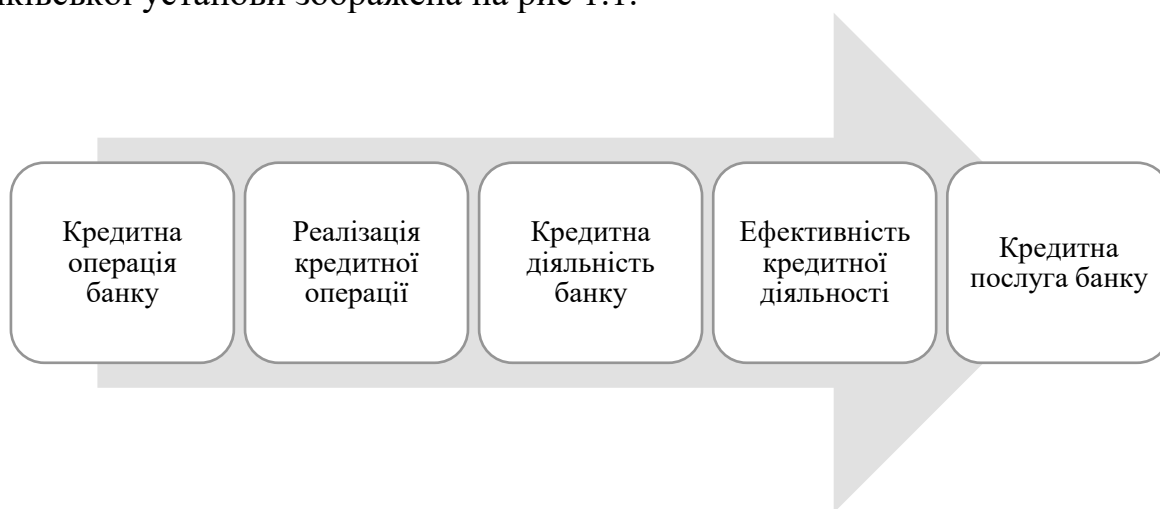 установи зображена на рис 1.1.
Кредитна
операція
банку
Реалізація
кредитної
операції
Кредитна
діяльність
банку
Ефективність
кредитної
діяльності
Кредитна
послуга банку